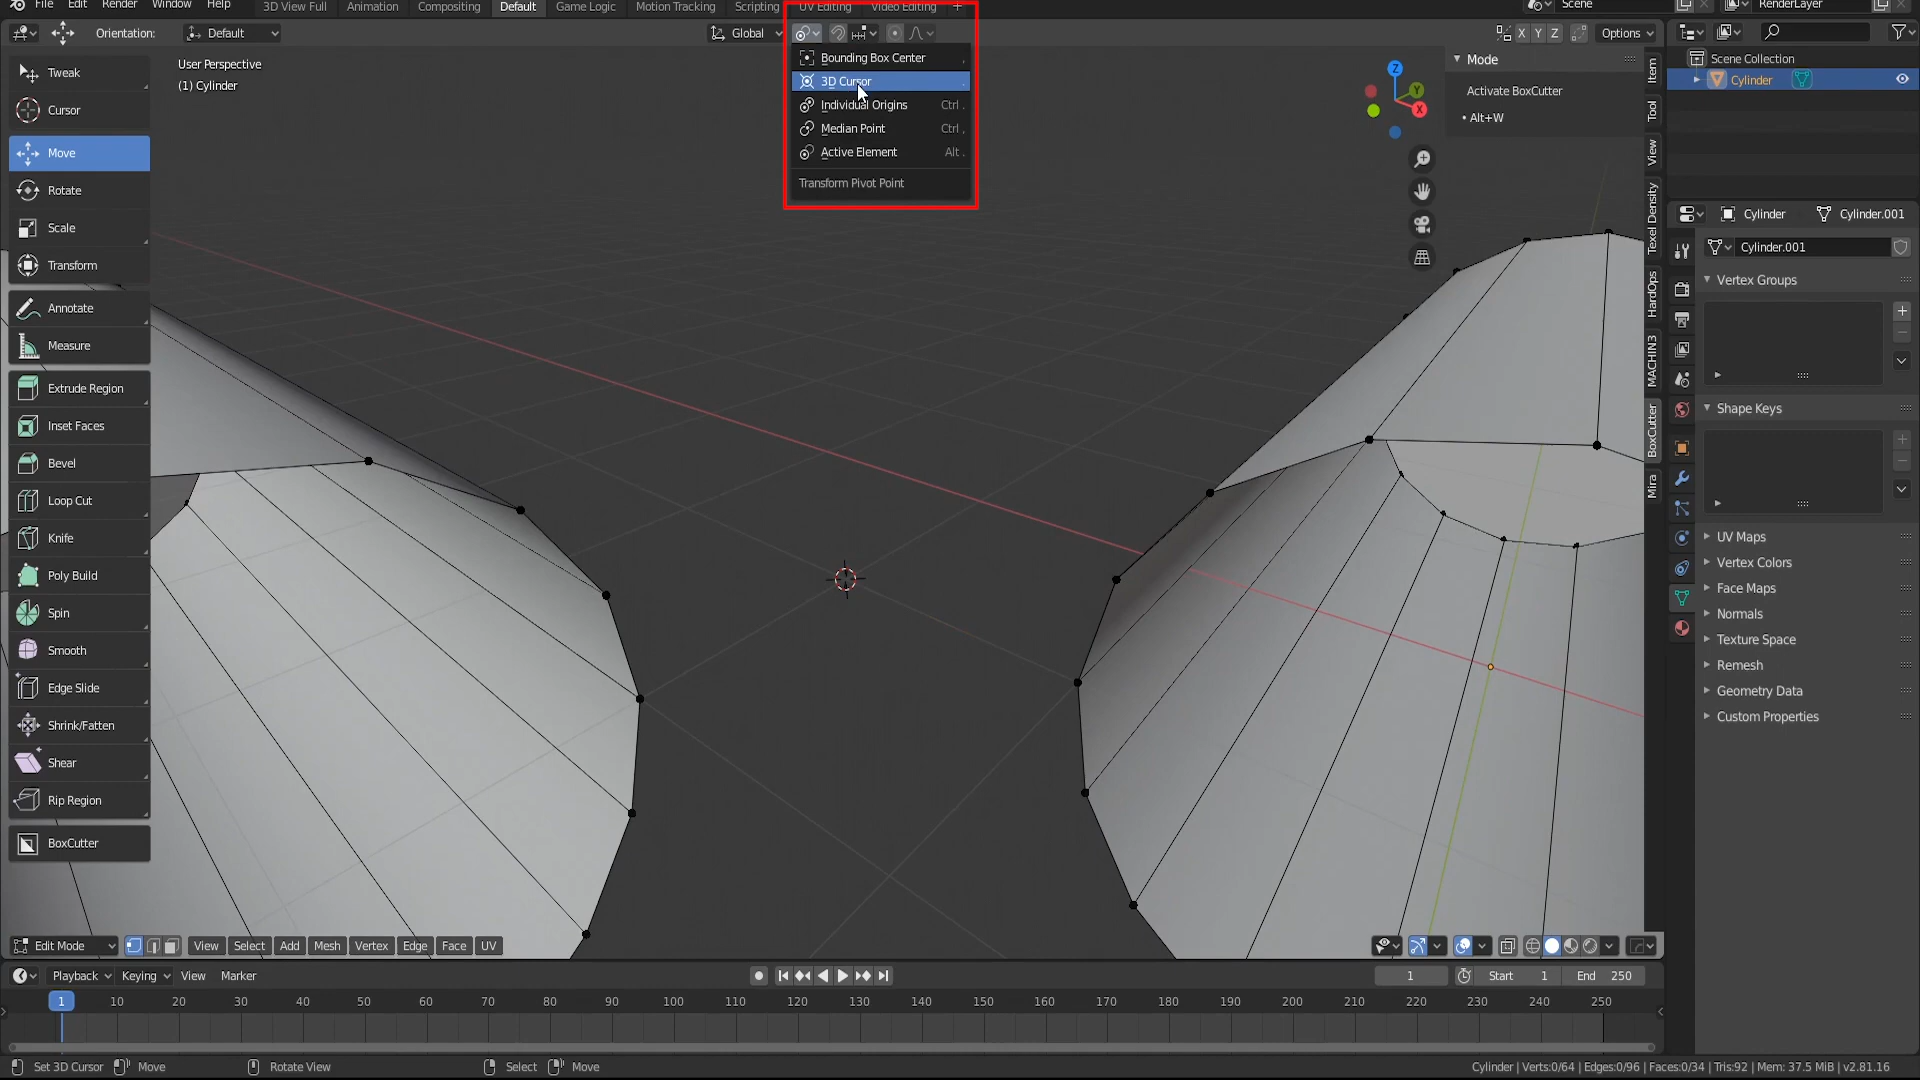 File Edit Render Window Help 3D View Full Animation Compositing Default Game Logic Motion Tracking Scripting UV Editing Video Editing + Scene RenderLayer
Orientation: Default Global X Y Z Options
User Perspective
(1) Cylinder
Tweak
Cursor
Move
Rotate
Scale
Transform
Annotate
Measure
Extrude Region
Inset Faces
Bevel
Loop Cut
Knife
Poly Build
Spin
Smooth
Edge Slide
Shrink/Fatten
Shear
Rip Region
BoxCutter
Bounding Box Center ,
3D Cursor .
Individual Origins Ctrl .
Median Point Ctrl ,
Active Element Alt .
Transform Pivot Point
Z
Y
X
Mode
Activate BoxCutter
• Alt+W
Item
Tool
View
Texel Density
HardOps
MACHIN3
BoxCutter
Mira
Scene Collection
Cylinder
Cylinder Cylinder.001
Cylinder.001
Vertex Groups
Shape Keys
UV Maps
Vertex Colors
Face Maps
Normals
Texture Space
Remesh
Geometry Data
Custom Properties
Edit Mode View Select Add Mesh Vertex Edge Face UV
Playback Keying View Marker 1 Start 1 End 250
1 10 20 30 40 50 60 70 80 90 100 110 120 130 140 150 160 170 180 190 200 210 220 230 240 250
Set 3D Cursor Move Rotate View Select Move Cylinder | Verts:0/64 | Edges:0/96 | Faces:0/34 | Tris:92 | Mem: 37.5 MiB | v2.81.16